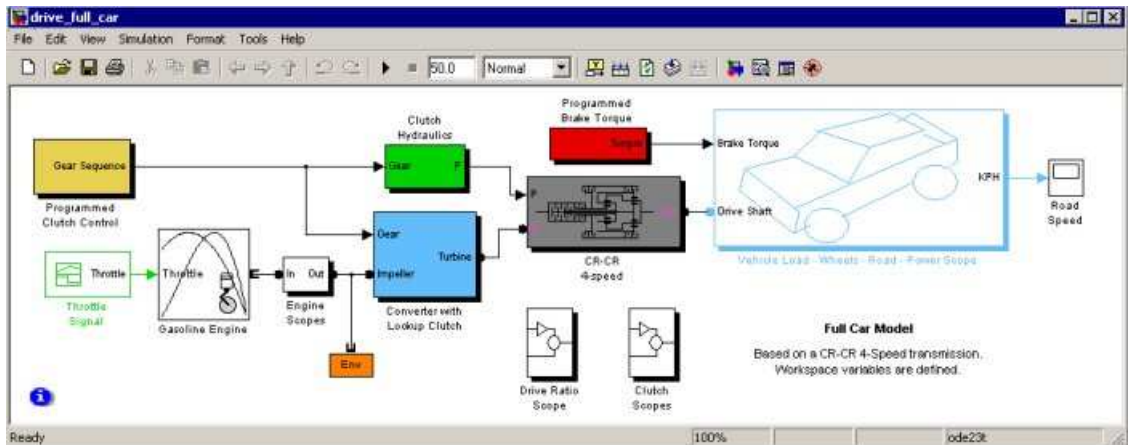 drive_full_car
File Edit View Simulation Format Tools Help
50.0 Normal
Programmed
Brake Torque
Clutch
Hydraulics
Gear Sequence
Gear P
Brake Torque
KPH
Road
Speed
Programmed
Clutch Control
P
Drive Shaft
Gear
Turbine
Impeller
Throttle
Throttle
In Out
CR-CR
4-speed
Vehicle Load - Wheels - Road - Power Scope
Throttle
Signal
Gasoline Engine
Engine
Scopes
Converter with
Lookup Clutch
Env
Full Car Model
Based on a CR-CR 4-Speed transmission.
Workspace variables are defined.
Drive Ratio
Scope
Clutch
Scopes
Ready 100% ode23t